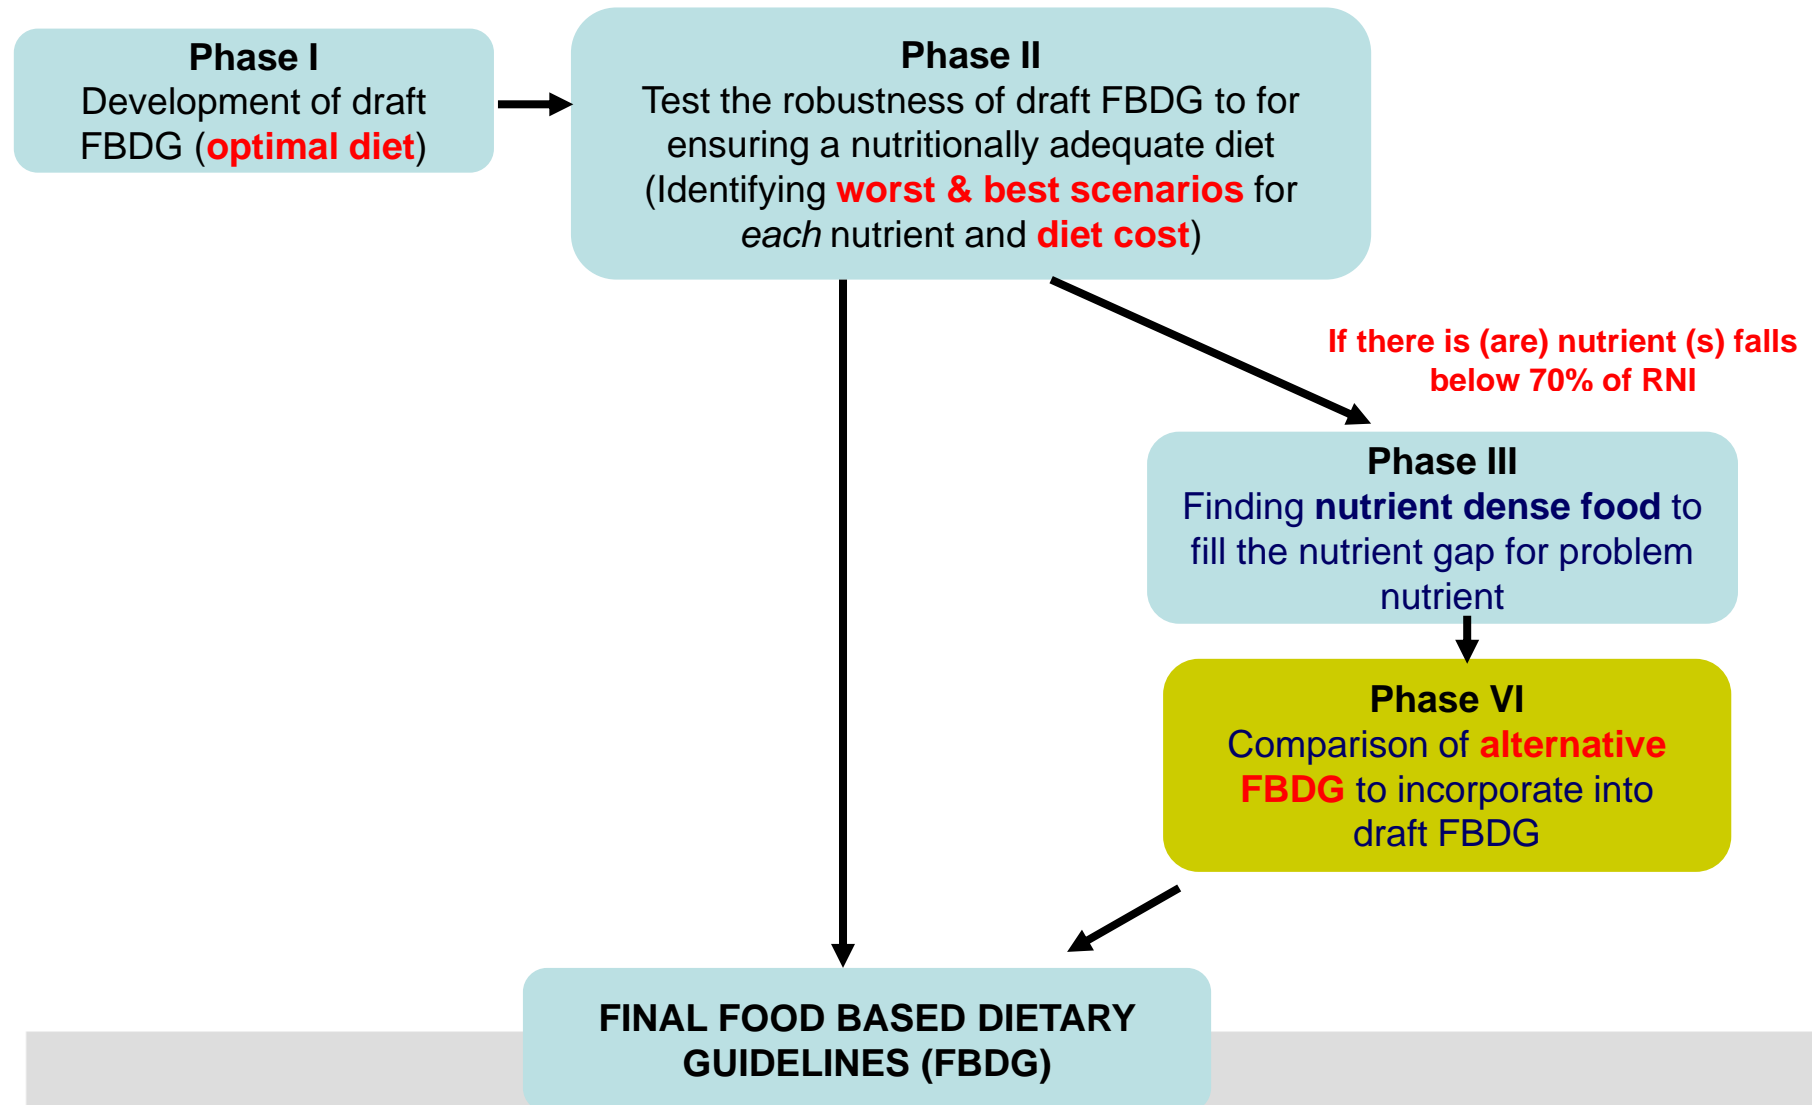 Phase I
Development of draft
FBDG (optimal diet)
Phase II
Test the robustness of draft FBDG to for
ensuring a nutritionally adequate diet
(Identifying worst & best scenarios for
each nutrient and diet cost)
If there is (are) nutrient (s) falls
below 70% of RNI
Phase III
Finding nutrient dense food to
fill the nutrient gap for problem
nutrient
Phase VI
Comparison of alternative
FBDG to incorporate into
draft FBDG
FINAL FOOD BASED DIETARY
GUIDELINES (FBDG)